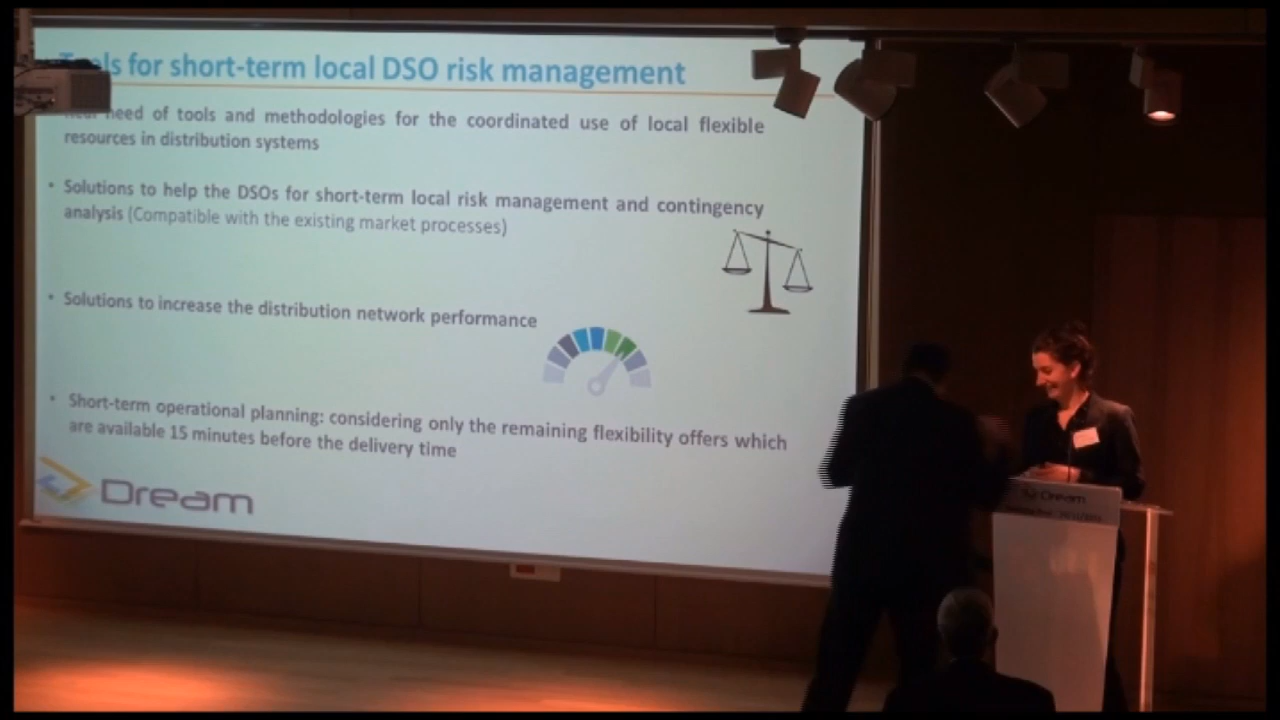 Tools for short-term local DSO risk management
need of tools and methodologies for the coordinated use of local flexible
resources in distribution systems
• Solutions to help the DSOs for short-term local risk management and contingency
analysis (Compatible with the existing market processes)
• Solutions to increase the distribution network performance
• Short-term operational planning: considering only the remaining flexibility offers which
are available 15 minutes before the delivery time
Dream
Dream